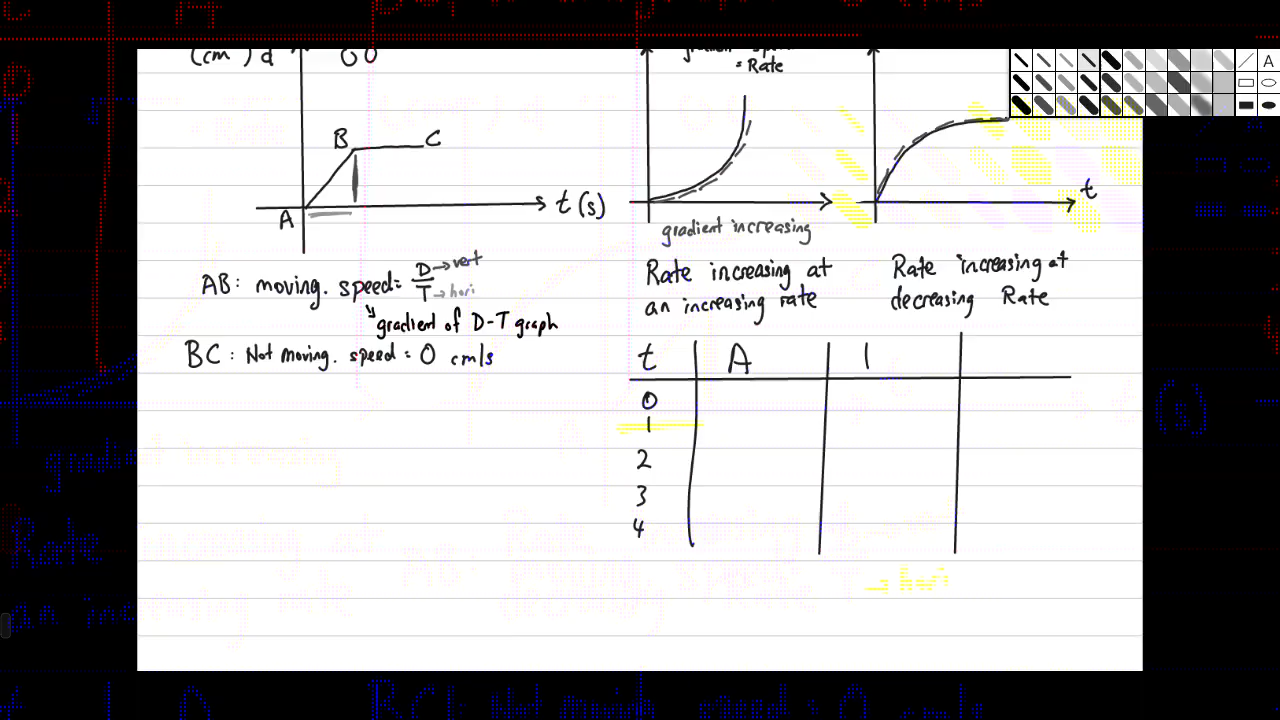 (cm) d
= Rate
B C
A
t (s)
gradient increasing
t
AB: moving. speed = D → vert
T → hori
gradient of D-T graph
BC: Not moving. speed = 0 cm/s
Rate increasing at
an increasing rate
Rate increasing at
decreasing Rate
t A 1
0
1
2
3
4
A